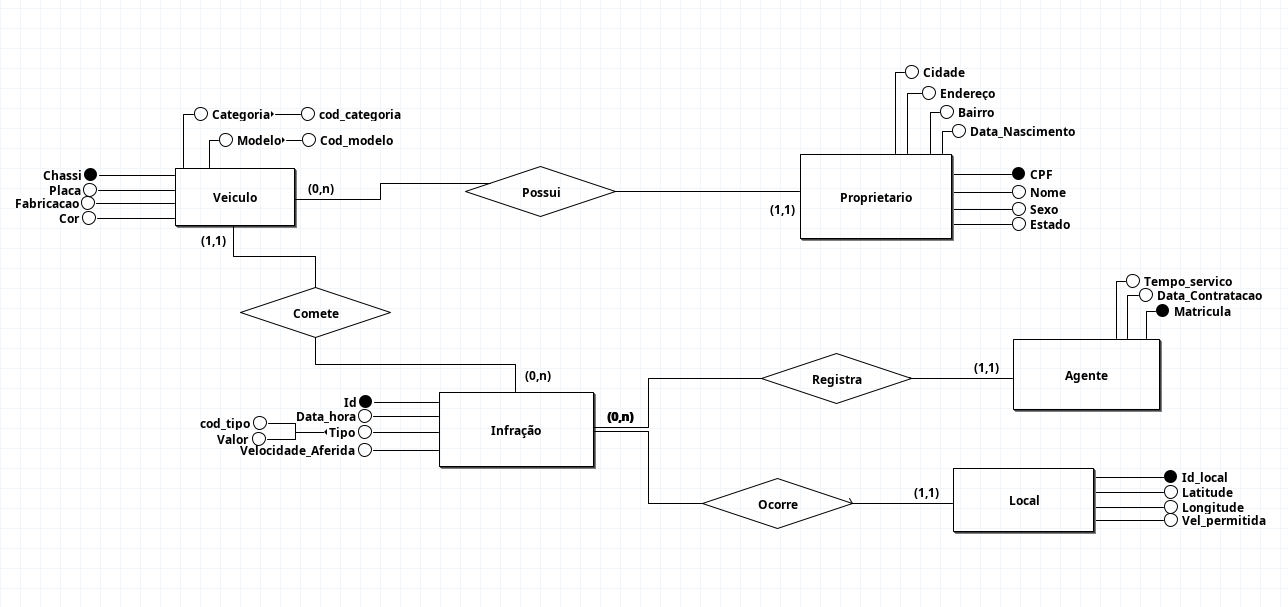 Cidade
Endereço
Bairro
Data_Nascimento
Categoria
cod_categoria
Modelo
Cod_modelo
Chassi
Placa
Fabricacao
Cor
Veiculo
(0,n)
Possui
(1,1)
Proprietario
CPF
Nome
Sexo
Estado
(1,1)
Comete
(0,n)
Tempo_servico
Data_Contratacao
Matricula
Registra
(1,1)
Agente
Id
Data_hora
cod_tipo
Tipo
Valor
Velocidade_Aferida
Infração
(0,n)
Ocorre
(1,1)
Local
Id_local
Latitude
Longitude
Vel_permitida